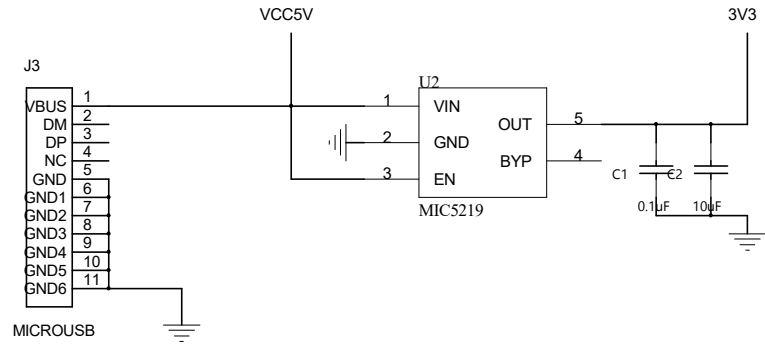 VCC5V
3V3
J3
VBUS 1
DM 2
DP 3
NC 4
GND 5
GND1 6
GND2 7
GND3 8
GND4 9
GND5 10
GND6 11
MICROUSB
U2
1 VIN
2 GND
3 EN
OUT 5
BYP 4
MIC5219
C1 C2
0.1uF 10uF